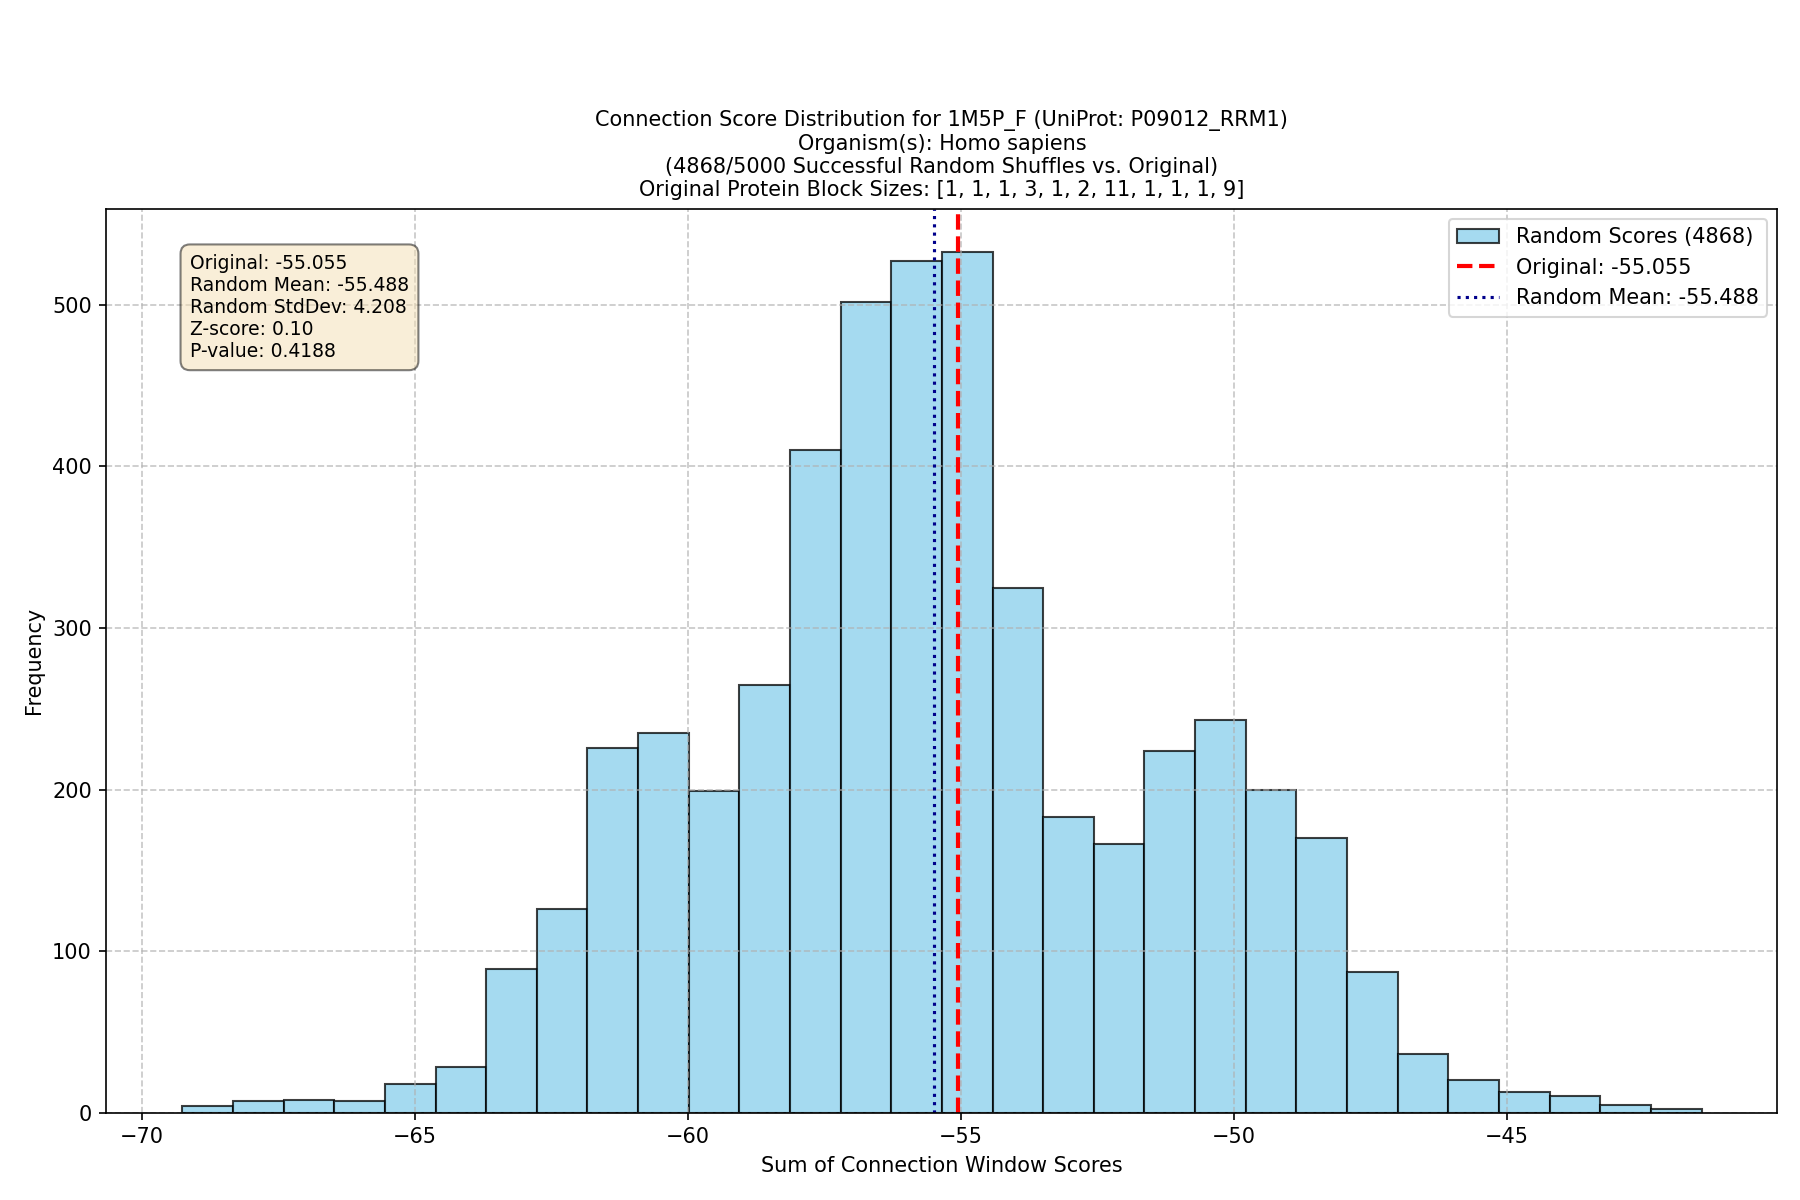 Connection Score Distribution for 1M5P_F (UniProt: P09012_RRM1)
Organism(s): Homo sapiens
(4868/5000 Successful Random Shuffles vs. Original)
Original Protein Block Sizes: [1, 1, 1, 3, 1, 2, 11, 1, 1, 1, 9]
Original: -55.055
Random Mean: -55.488
Random StdDev: 4.208
Z-score: 0.10
P-value: 0.4188
Random Scores (4868)
Original: -55.055
Random Mean: -55.488
Frequency
500
400
300
200
100
0
−70
−65
−60
−55
−50
−45
Sum of Connection Window Scores